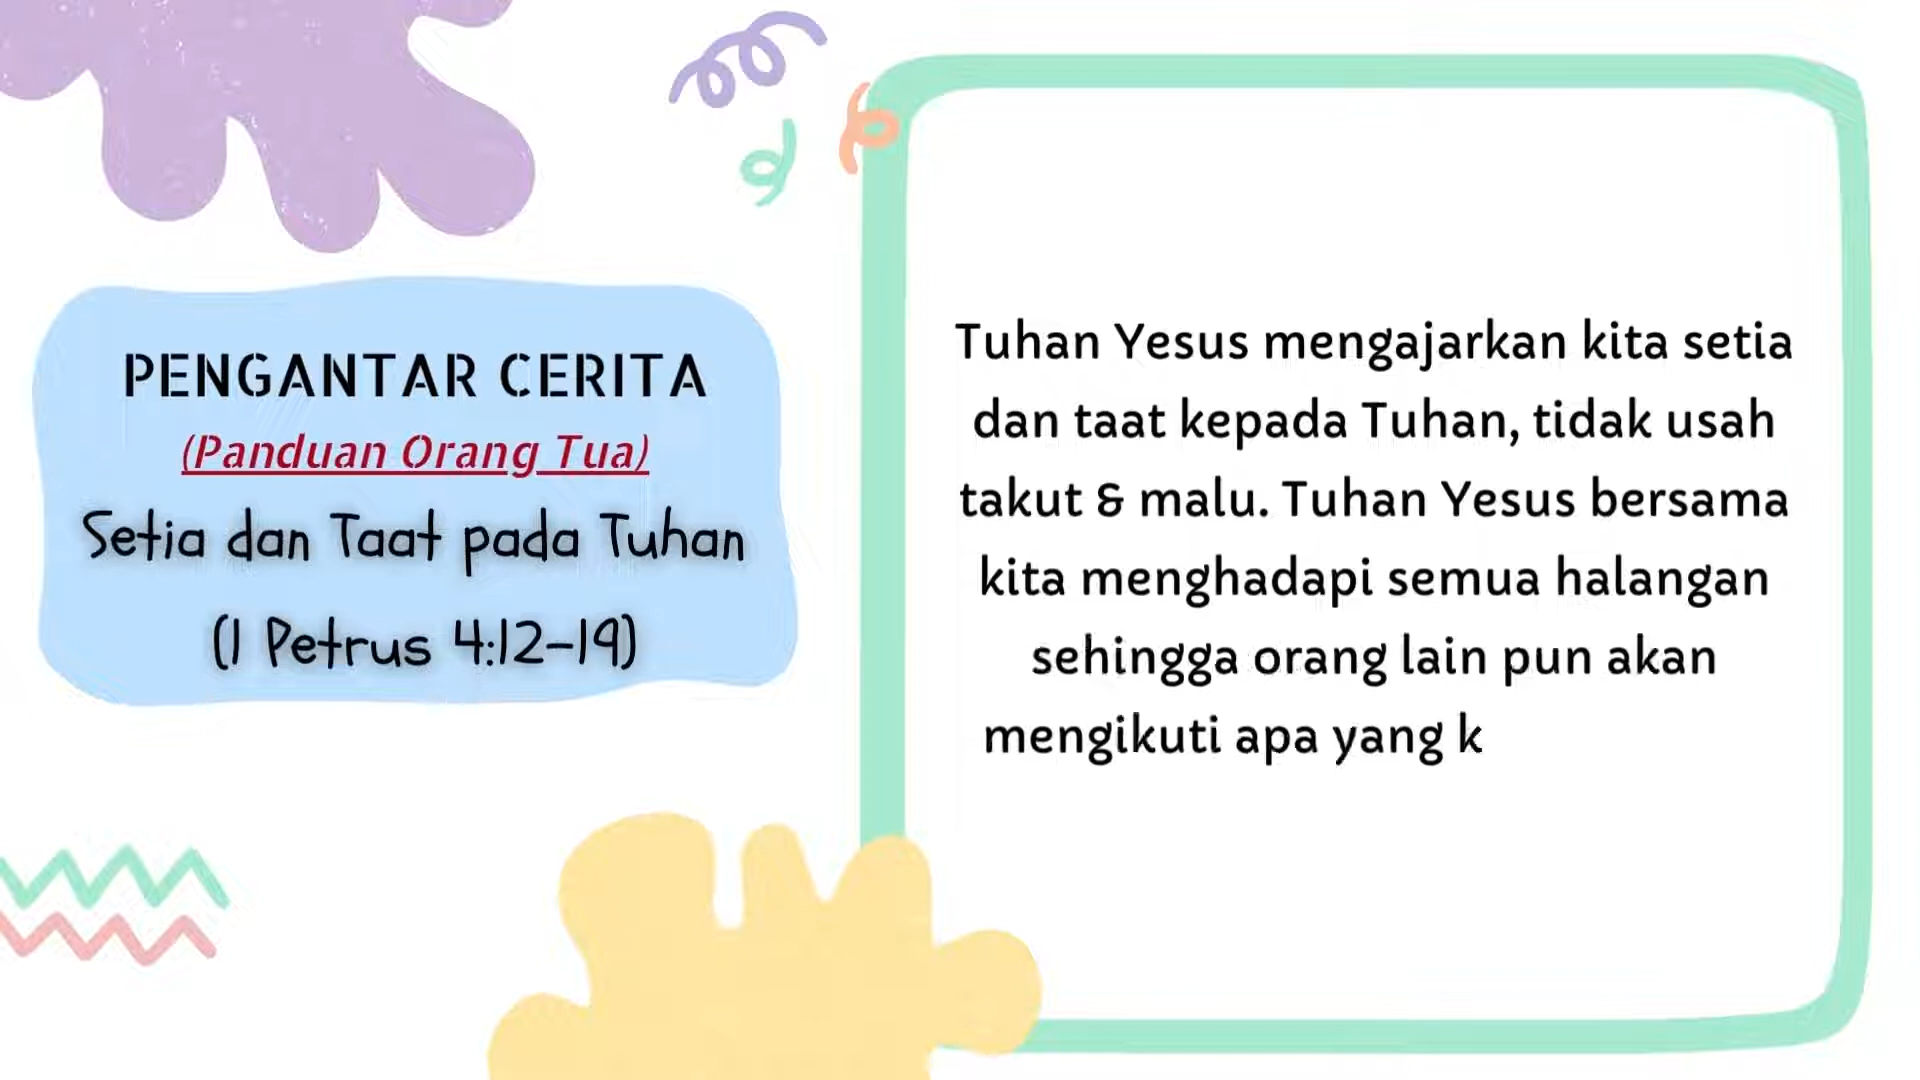 PENGANTAR CERITA
(Panduan Orang Tua)
Setia dan Taat pada Tuhan
(1 Petrus 4:12-19)
Tuhan Yesus mengajarkan kita setia
dan taat kepada Tuhan, tidak usah
takut & malu. Tuhan Yesus bersama
kita menghadapi semua halangan
sehingga orang lain pun akan
mengikuti apa yang k